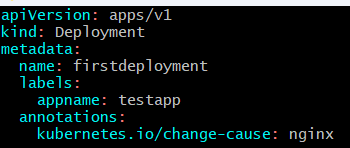 apiVersion: apps/v1
kind: Deployment
metadata:
  name: firstdeployment
  labels:
    appname: testapp
  annotations:
    kubernetes.io/change-cause: nginx